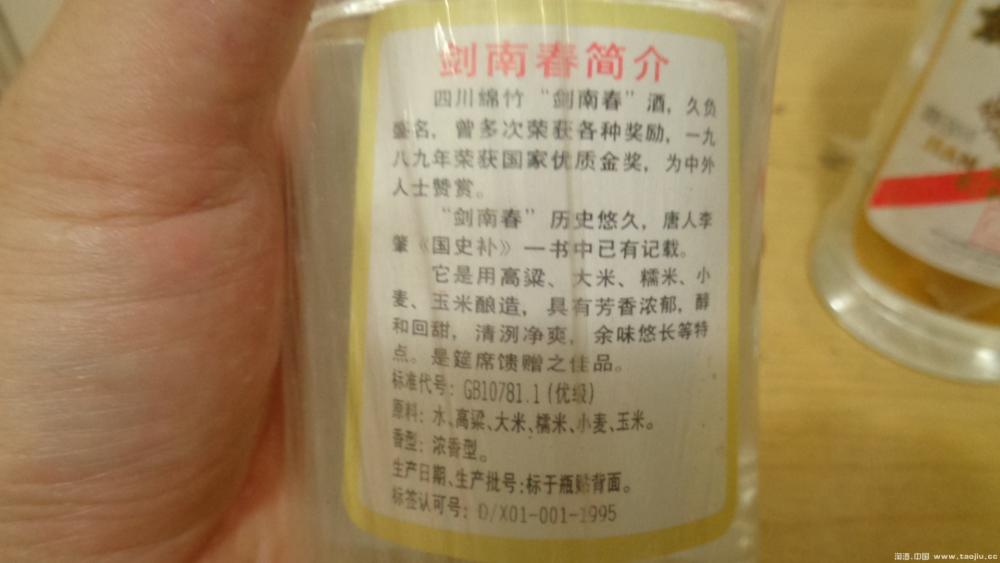 剑南春简介
四川綿竹“剑南春”酒，久负
盛名，曾多次荣获各种奖励，一九
八九年荣获国家优质金奖，为中外
人士赞赏。
“剑南春”历史悠久，唐人李
肇《国史补》一书中已有记载。
它是用高粱、大米、糯米、小
麦、玉米酿造，具有芳香浓郁，醇
和回甜，清洌净爽，余味悠长等特
点。是筵席馈赠之佳品。
标准代号：GB10781.1(优级)
原料：水、高粱、大米、糯米、小麦、玉米。
香型：浓香型。
生产日期、生产批号：标于瓶贴背面。
标签认可号：D/X01-001-1995
淘酒.中国 www.taojiu.cc